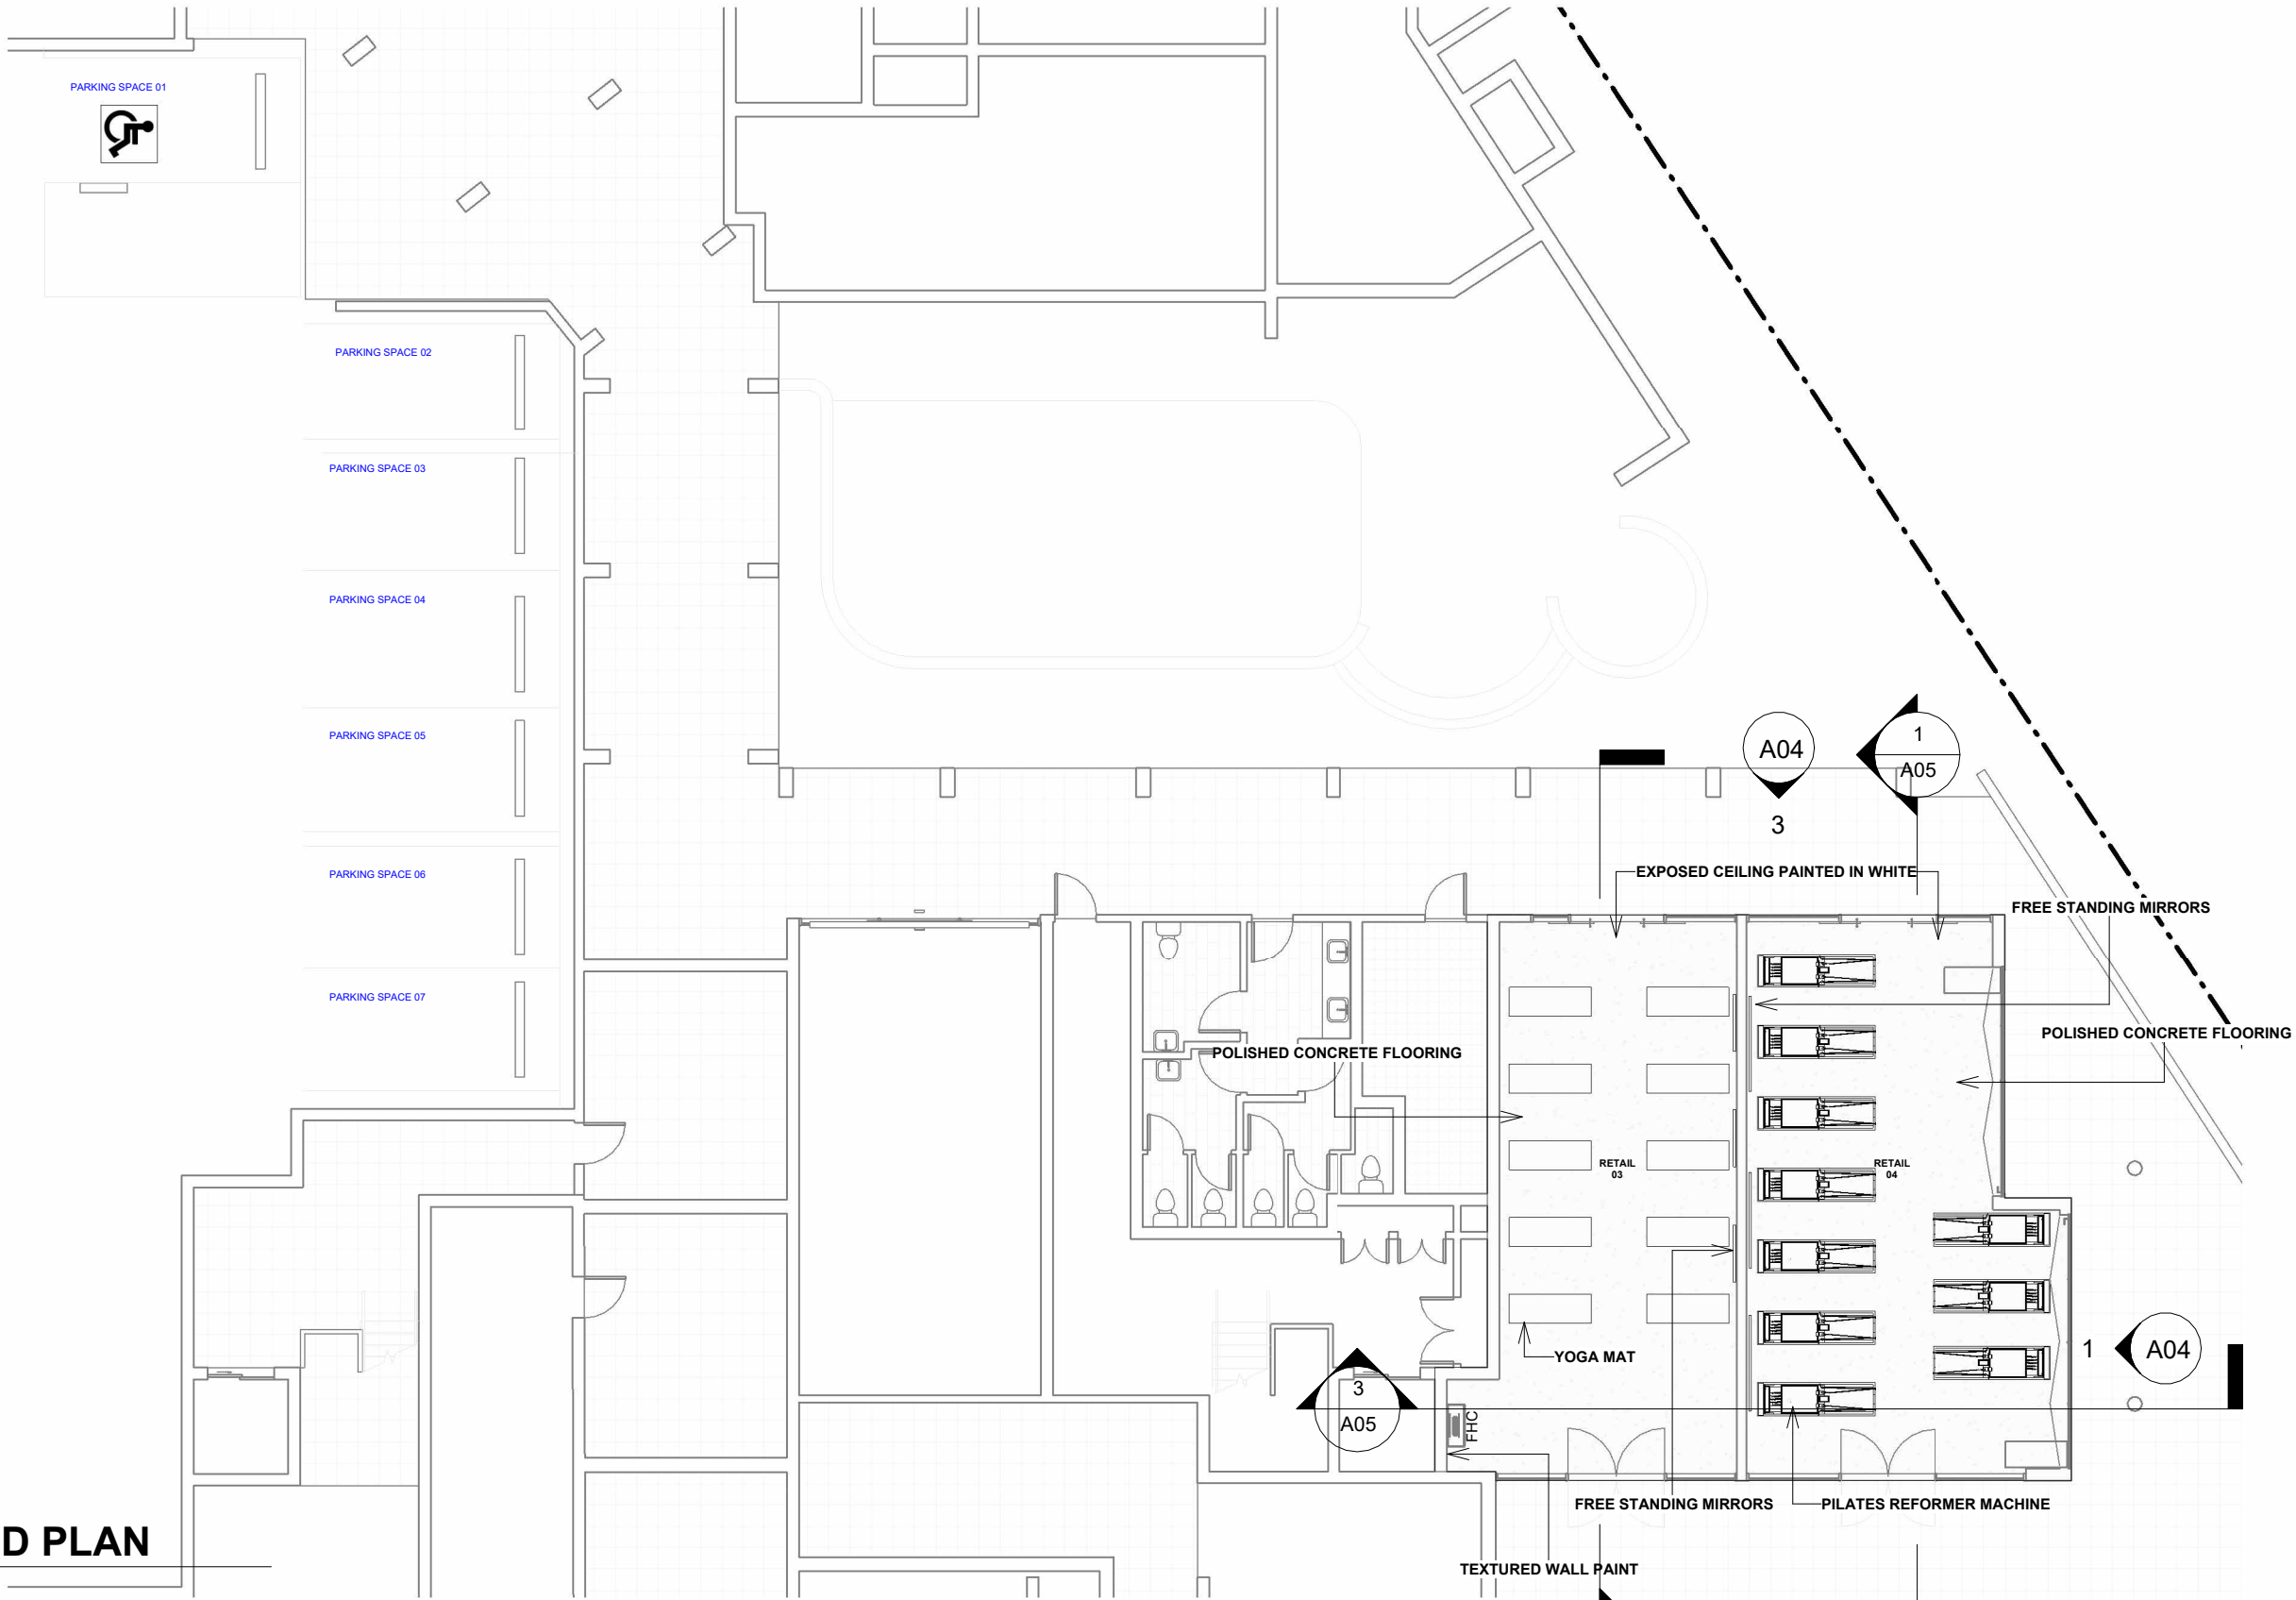 PARKING SPACE 01
PARKING SPACE 02
PARKING SPACE 03
PARKING SPACE 04
PARKING SPACE 05
PARKING SPACE 06
PARKING SPACE 07
A04
3
1
A05
EXPOSED CEILING PAINTED IN WHITE
FREE STANDING MIRRORS
POLISHED CONCRETE FLOORING
POLISHED CONCRETE FLOORING
RETAIL
03
RETAIL
04
YOGA MAT
1
A04
3
A05
FHC
FREE STANDING MIRRORS
PILATES REFORMER MACHINE
TEXTURED WALL PAINT
D PLAN